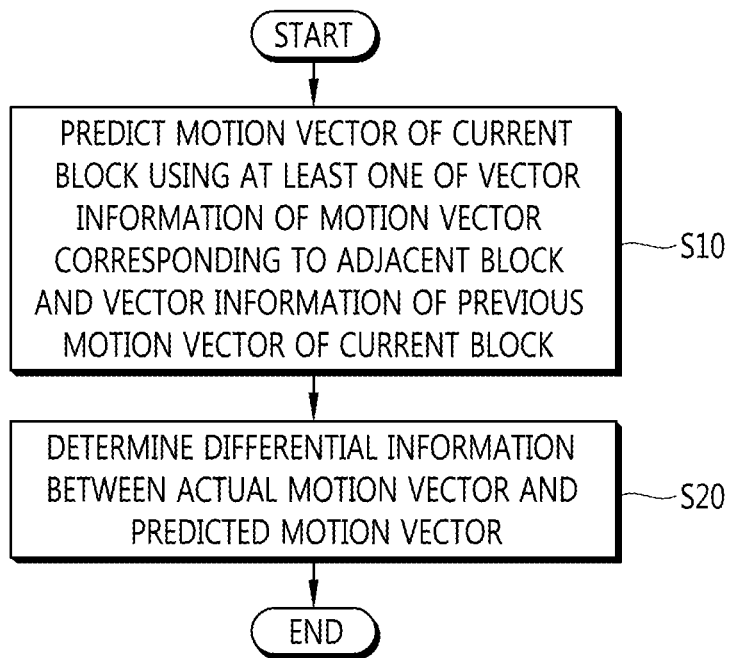 START
PREDICT MOTION VECTOR OF CURRENT
BLOCK USING AT LEAST ONE OF VECTOR
INFORMATION OF MOTION VECTOR
CORRESPONDING TO ADJACENT BLOCK
AND VECTOR INFORMATION OF PREVIOUS
MOTION VECTOR OF CURRENT BLOCK
S10
DETERMINE DIFFERENTIAL INFORMATION
BETWEEN ACTUAL MOTION VECTOR AND
PREDICTED MOTION VECTOR
S20
END